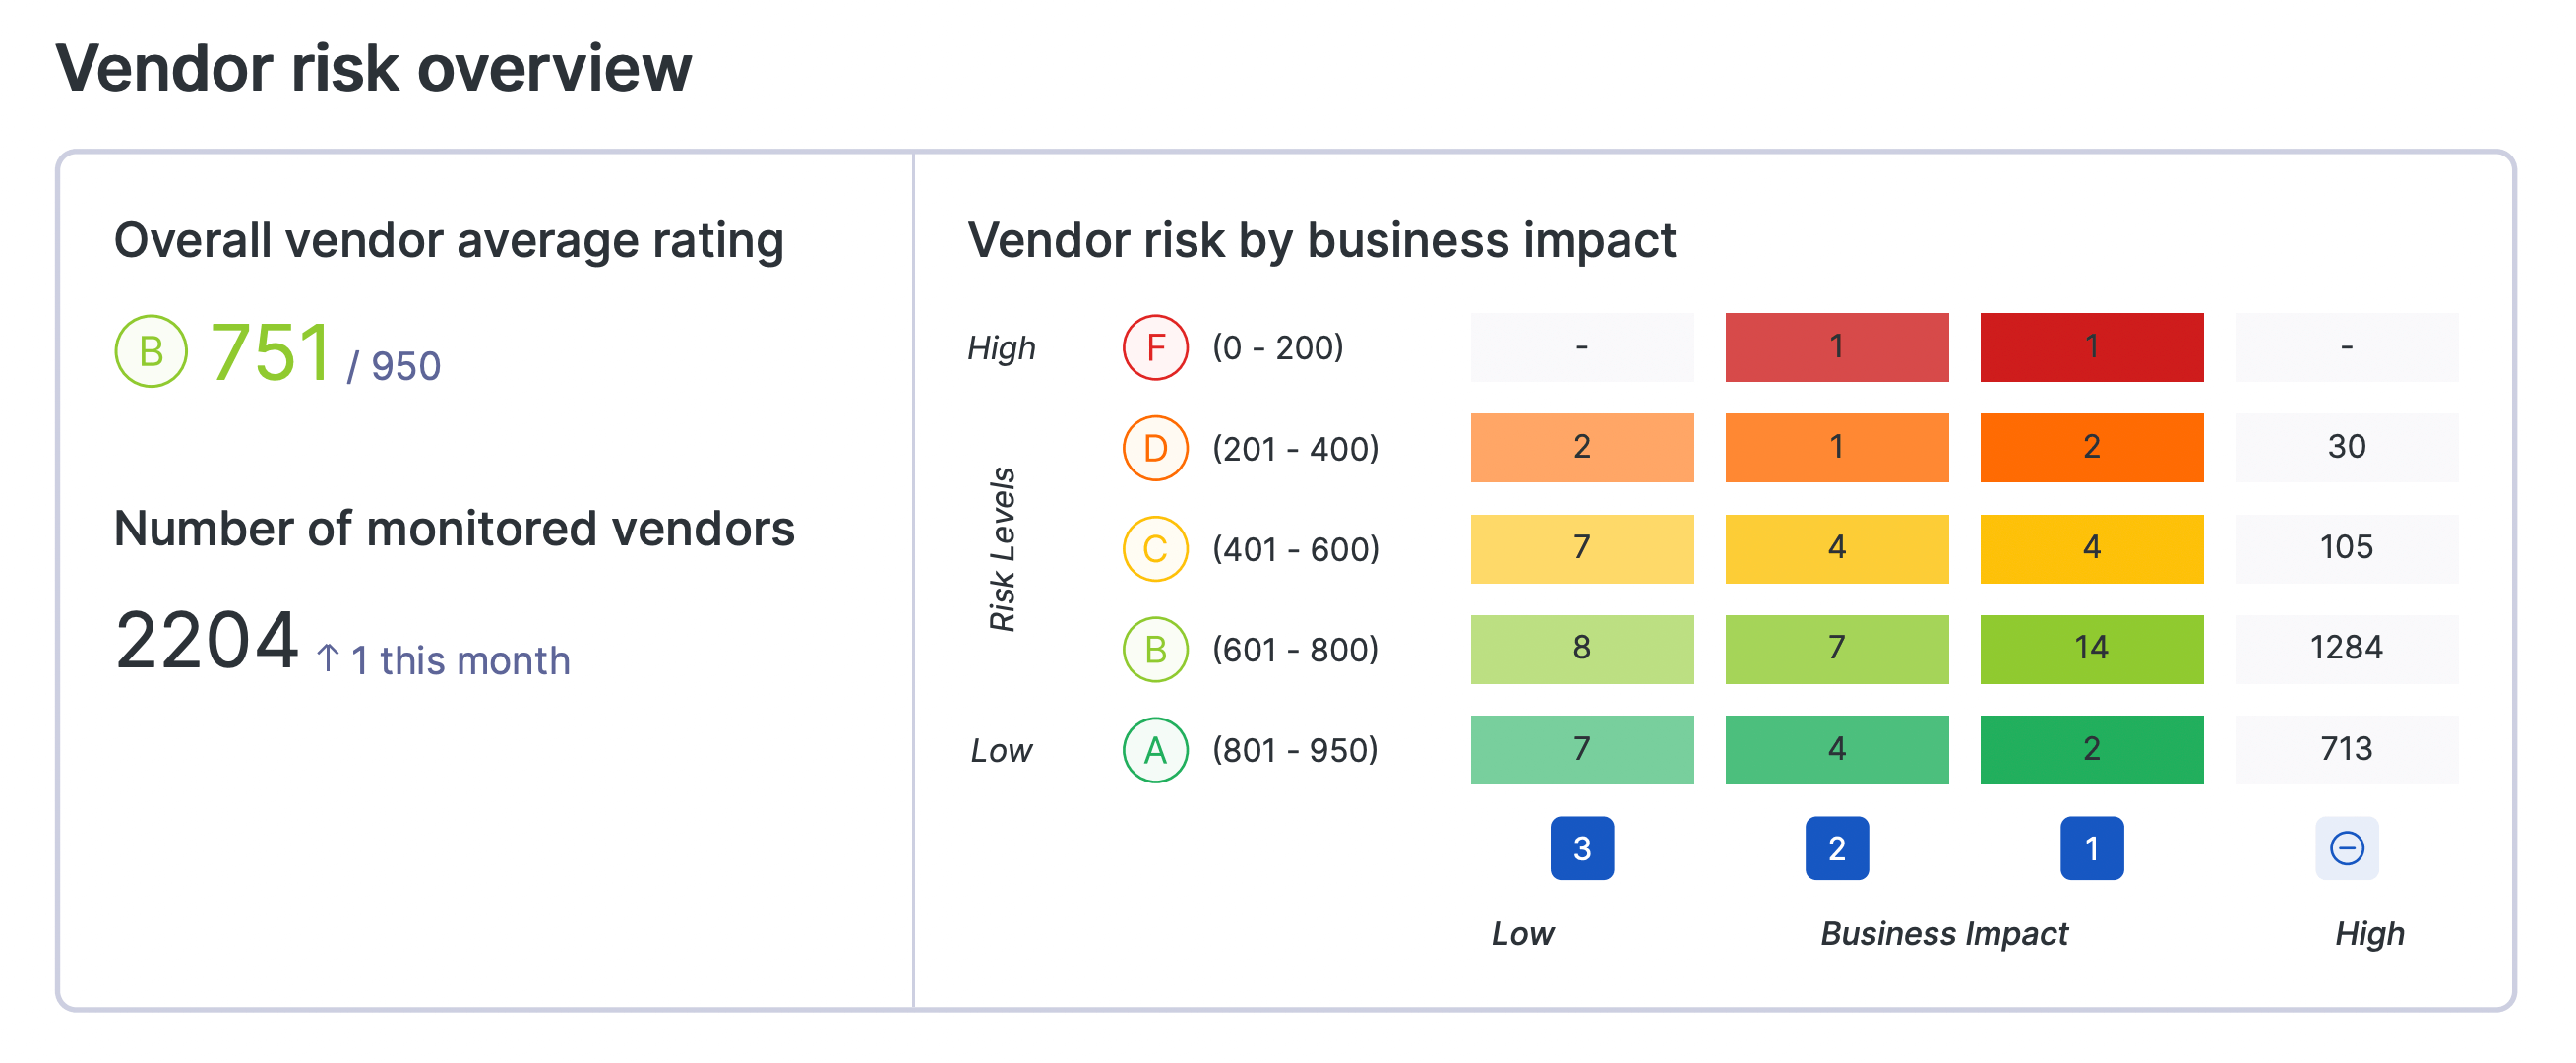 Vendor risk overview
Overall vendor average rating
B 751 / 950
Number of monitored vendors
2204 ↑ 1 this month
Vendor risk by business impact
High F (0 - 200) - 1 1 -
D (201 - 400) 2 1 2 30
Risk Levels
C (401 - 600) 7 4 4 105
B (601 - 800) 8 7 14 1284
Low A (801 - 950) 7 4 2 713
3 2 1
Low Business Impact High